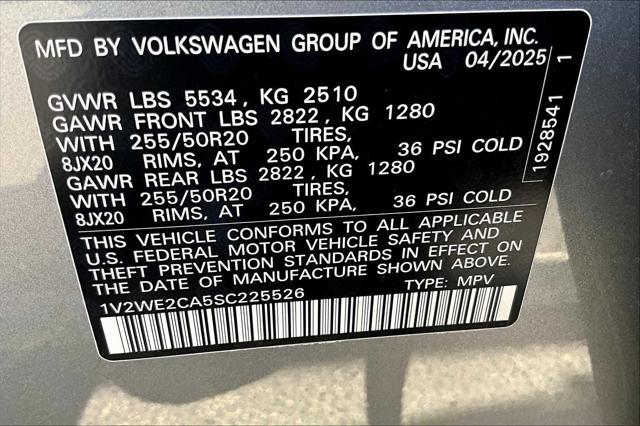 MFD BY VOLKSWAGEN GROUP OF AMERICA, INC.
USA 04/2025
GVWR LBS 5534, KG 2510
GAWR FRONT LBS 2822, KG 1280
WITH 255/50R20 TIRES,
8JX20 RIMS, AT 250 KPA, 36 PSI COLD
GAWR REAR LBS 2822, KG 1280
WITH 255/50R20 TIRES,
8JX20 RIMS, AT 250 KPA, 36 PSI COLD
THIS VEHICLE CONFORMS TO ALL APPLICABLE
U.S. FEDERAL MOTOR VEHICLE SAFETY AND
THEFT PREVENTION STANDARDS IN EFFECT ON
THE DATE OF MANUFACTURE SHOWN ABOVE.
1V2WE2CA5SC225526 TYPE: MPV
1928541 1